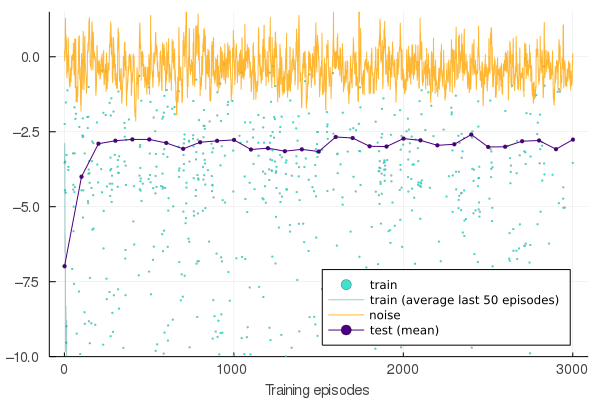 0.0
−2.5
−5.0
−7.5
−10.0
train
train (average last 50 episodes)
noise
test (mean)
0 1000 2000 3000
Training episodes